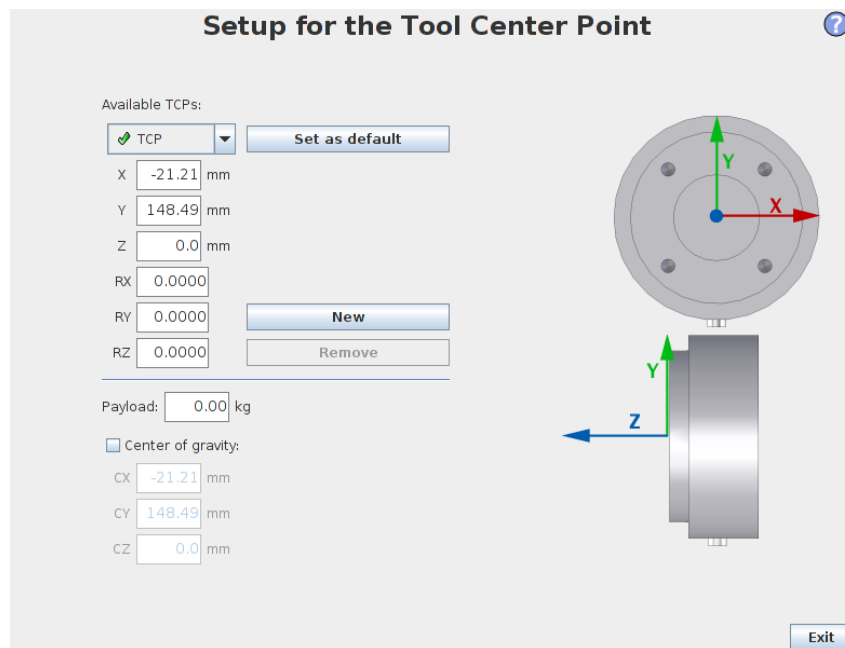 Setup for the Tool Center Point
?
Available TCPs:
TCP
Set as default
X -21.21 mm
Y 148.49 mm
Z 0.0 mm
RX 0.0000
RY 0.0000
New
RZ 0.0000
Remove
Payload: 0.00 kg
Center of gravity:
CX -21.21 mm
CY 148.49 mm
CZ 0.0 mm
Y
X
Y
Z
Exit